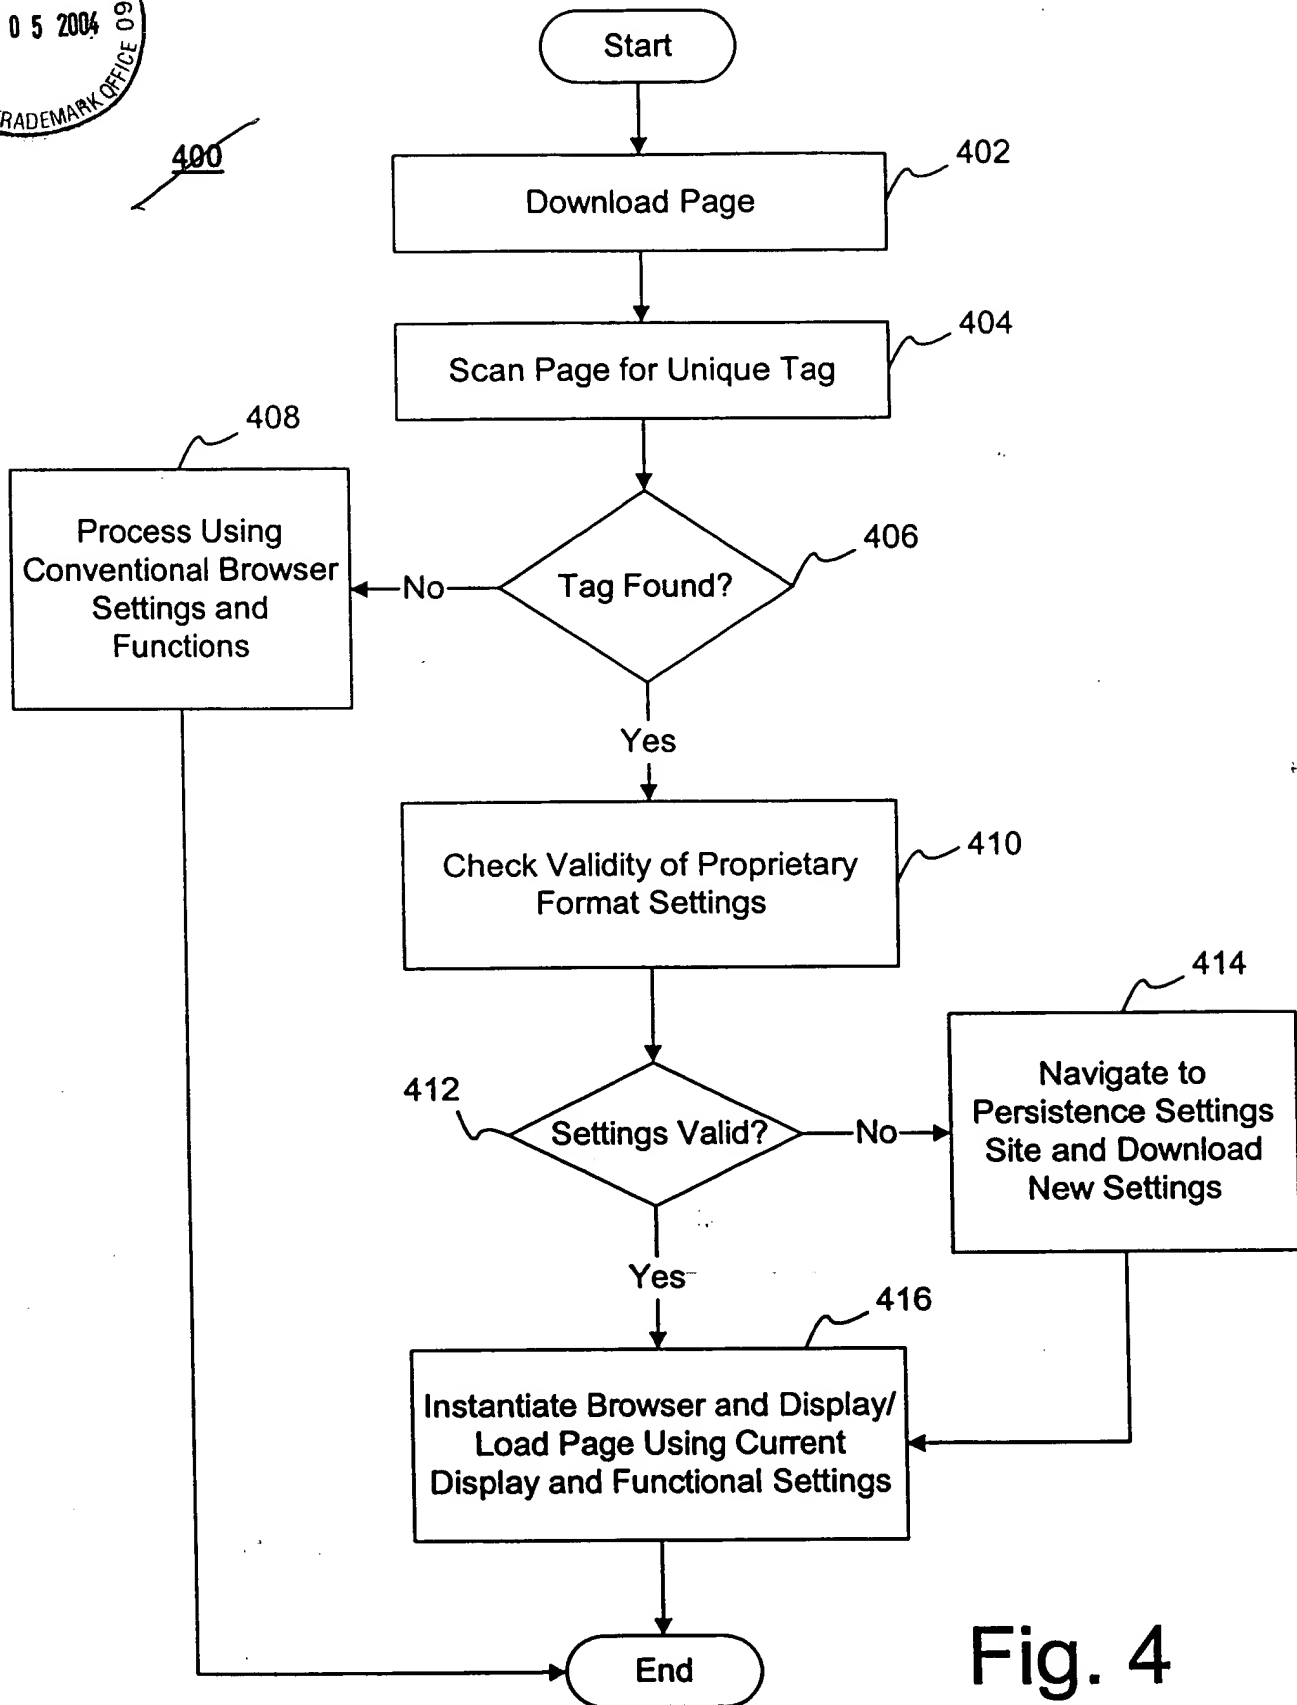 0 5 2004
TRADEMARK OFFICE
400
Start
402
Download Page
404
Scan Page for Unique Tag
408
Process Using
Conventional Browser
Settings and
Functions
406
Tag Found?
No
Yes
410
Check Validity of Proprietary
Format Settings
414
Navigate to
Persistence Settings
Site and Download
New Settings
412
Settings Valid?
No
Yes
416
Instantiate Browser and Display/
Load Page Using Current
Display and Functional Settings
End
Fig. 4